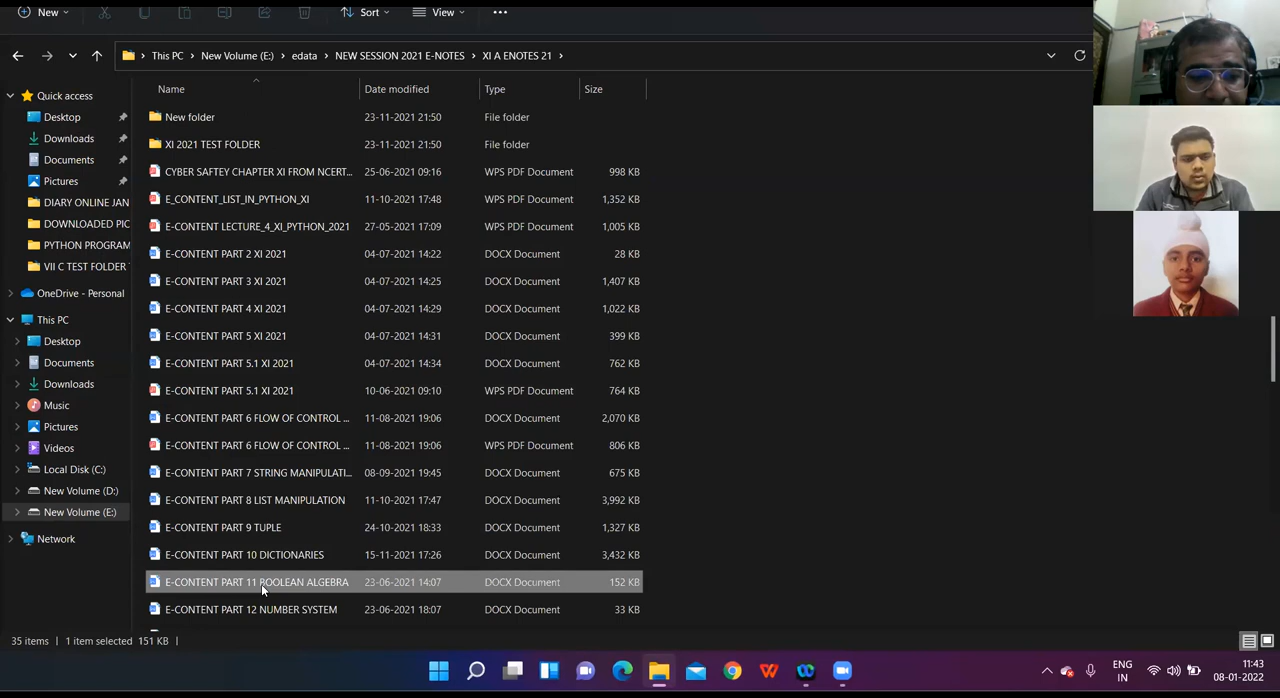 New
Sort
View
This PC
New Volume (E:)
edata
NEW SESSION 2021 E-NOTES
XI A ENOTES 21
Name Date modified Type Size
Quick access
Desktop
Downloads
Documents
Pictures
DIARY ONLINE JAN
DOWNLOADED PIC
PYTHON PROGRAM
VII C TEST FOLDER
OneDrive - Personal
This PC
Desktop
Documents
Downloads
Music
Pictures
Videos
Local Disk (C:)
New Volume (D:)
New Volume (E:)
Network
New folder 23-11-2021 21:50 File folder
XI 2021 TEST FOLDER 23-11-2021 21:50 File folder
CYBER SAFTEY CHAPTER XI FROM NCERT... 25-06-2021 09:16 WPS PDF Document 998 KB
E_CONTENT_LIST_IN_PYTHON_XI 11-10-2021 17:48 WPS PDF Document 1,352 KB
E-CONTENT LECTURE_4_XI_PYTHON_2021 27-05-2021 17:09 WPS PDF Document 1,005 KB
E-CONTENT PART 2 XI 2021 04-07-2021 14:22 DOCX Document 28 KB
E-CONTENT PART 3 XI 2021 04-07-2021 14:25 DOCX Document 1,407 KB
E-CONTENT PART 4 XI 2021 04-07-2021 14:29 DOCX Document 1,022 KB
E-CONTENT PART 5 XI 2021 04-07-2021 14:31 DOCX Document 399 KB
E-CONTENT PART 5.1 XI 2021 04-07-2021 14:34 DOCX Document 762 KB
E-CONTENT PART 5.1 XI 2021 10-06-2021 09:10 WPS PDF Document 764 KB
E-CONTENT PART 6 FLOW OF CONTROL ... 11-08-2021 19:06 DOCX Document 2,070 KB
E-CONTENT PART 6 FLOW OF CONTROL ... 11-08-2021 19:06 WPS PDF Document 806 KB
E-CONTENT PART 7 STRING MANIPULATI... 08-09-2021 19:45 DOCX Document 675 KB
E-CONTENT PART 8 LIST MANIPULATION 11-10-2021 17:47 DOCX Document 3,992 KB
E-CONTENT PART 9 TUPLE 24-10-2021 18:33 DOCX Document 1,327 KB
E-CONTENT PART 10 DICTIONARIES 15-11-2021 17:26 DOCX Document 3,432 KB
E-CONTENT PART 11 BOOLEAN ALGEBRA 23-06-2021 14:07 DOCX Document 152 KB
E-CONTENT PART 12 NUMBER SYSTEM 23-06-2021 18:07 DOCX Document 33 KB
35 items 1 item selected 151 KB
ENG
IN
11:43
08-01-2022